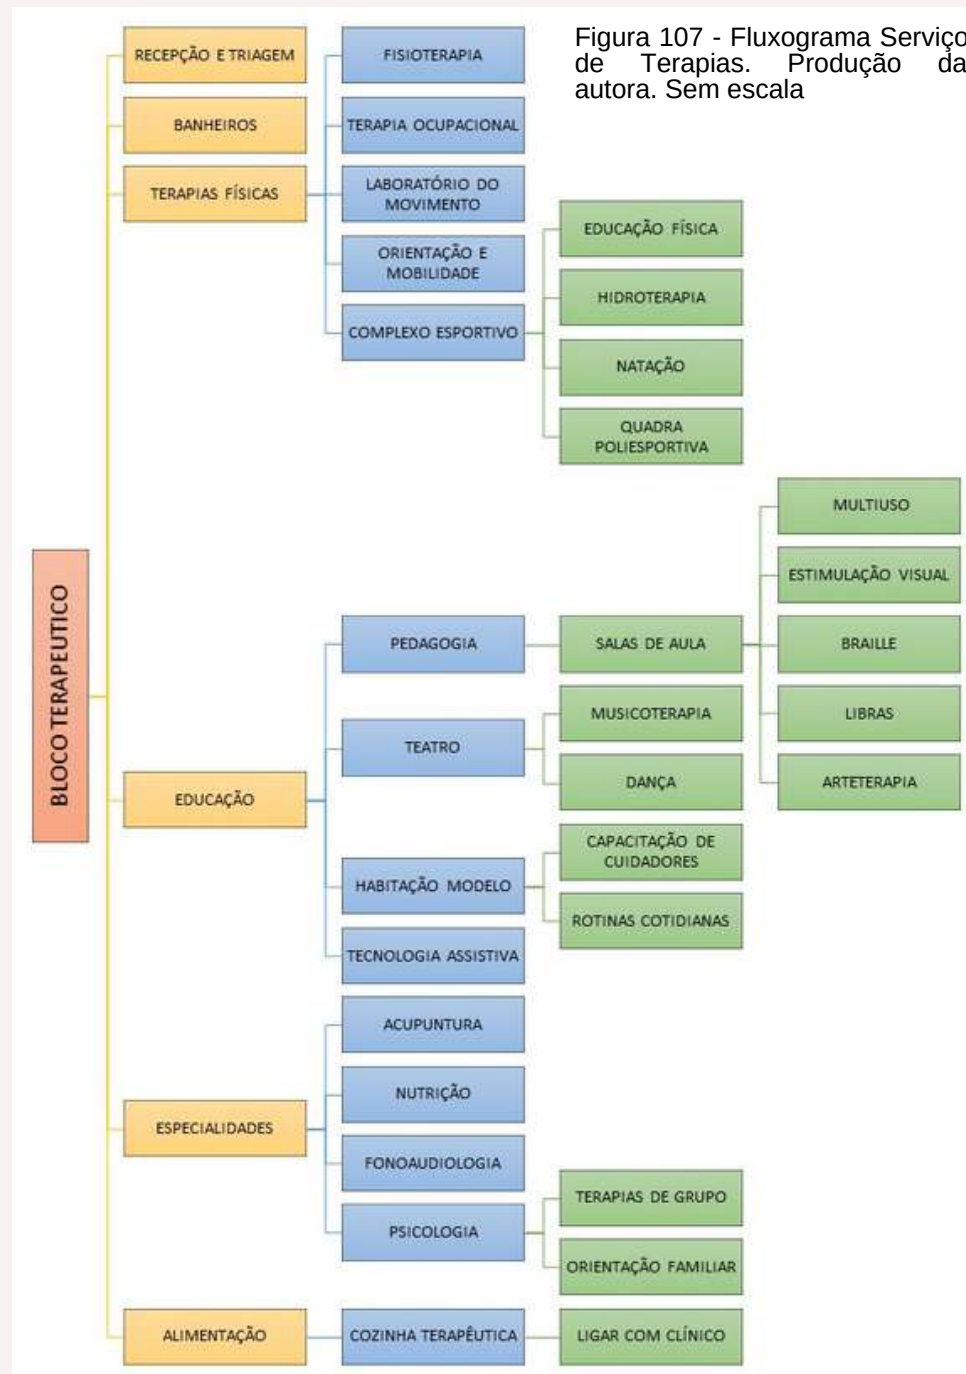 Figura 107 - Fluxograma Serviço
de Terapias. Produção da
autora. Sem escala
BLOCO TERAPEUTICO
RECEPÇÃO E TRIAGEM
BANHEIROS
TERAPIAS FÍSICAS
FISIOTERAPIA
TERAPIA OCUPACIONAL
LABORATÓRIO DO
MOVIMENTO
ORIENTAÇÃO E
MOBILIDADE
COMPLEXO ESPORTIVO
EDUCAÇÃO FÍSICA
HIDROTERAPIA
NATAÇÃO
QUADRA
POLIESPORTIVA
EDUCAÇÃO
PEDAGOGIA
SALAS DE AULA
MULTIUSO
ESTIMULAÇÃO VISUAL
BRAILLE
LIBRAS
ARTETERAPIA
TEATRO
MUSICOTERAPIA
DANÇA
HABITAÇÃO MODELO
CAPACITAÇÃO DE
CUIDADORES
ROTINAS COTIDIANAS
TECNOLOGIA ASSISTIVA
ESPECIALIDADES
ACUPUNTURA
NUTRIÇÃO
FONOAUDIOLOGIA
PSICOLOGIA
TERAPIAS DE GRUPO
ORIENTAÇÃO FAMILIAR
ALIMENTAÇÃO
COZINHA TERAPÊUTICA
LIGAR COM CLÍNICO